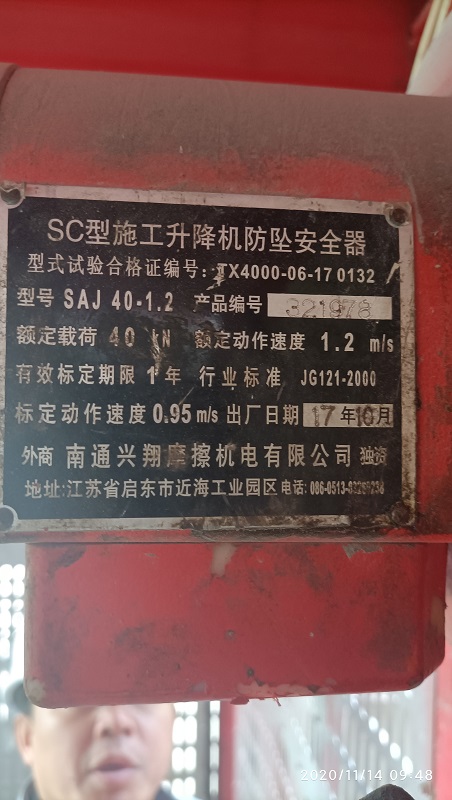 SC型施工升降机防坠安全器
型式试验合格证编号:TX4000-06-17 0132
型号 SAJ 40-1.2 产品编号 321978
额定载荷 40 kN 额定动作速度 1.2 m/s
有效标定期限 1年 行业标准 JG121-2000
标定动作速度 0.95 m/s 出厂日期 17年10月
外商 南通兴翔摩擦机电有限公司 独资
地址:江苏省启东市近海工业园区 电话:
2020/11/14 09:48